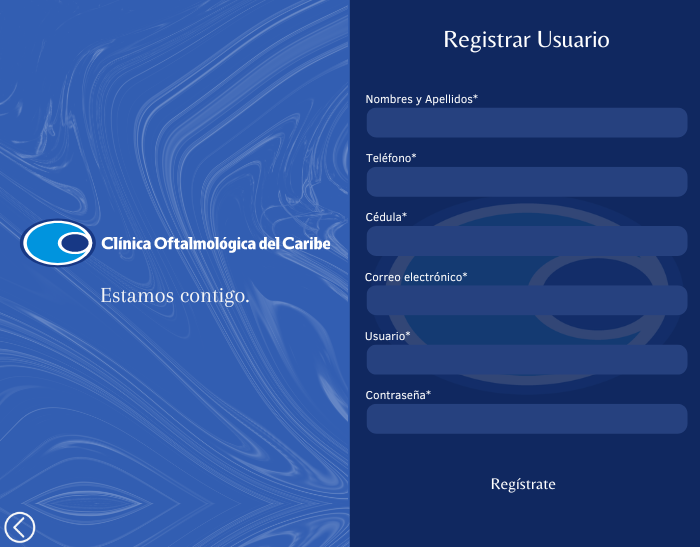 Clínica Oftalmológica del Caribe
Estamos contigo.
Registrar Usuario
Nombres y Apellidos*
Teléfono*
Cédula*
Correo electrónico*
Usuario*
Contraseña*
Regístrate